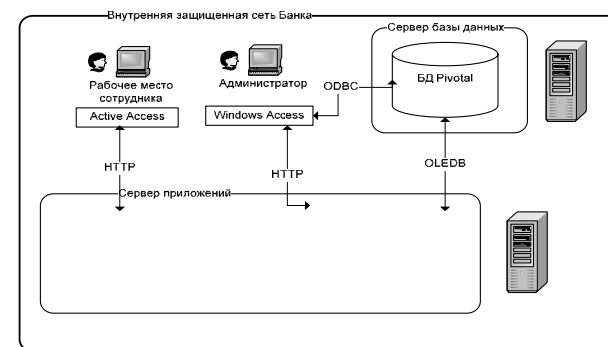 Внутренняя защищенная сеть Банка
Сервер базы данных
Рабочее место
сотрудника
Администратор
ODBC
БД Pivotal
Active Access
Windows Access
HTTP
HTTP
OLEDB
Сервер приложений